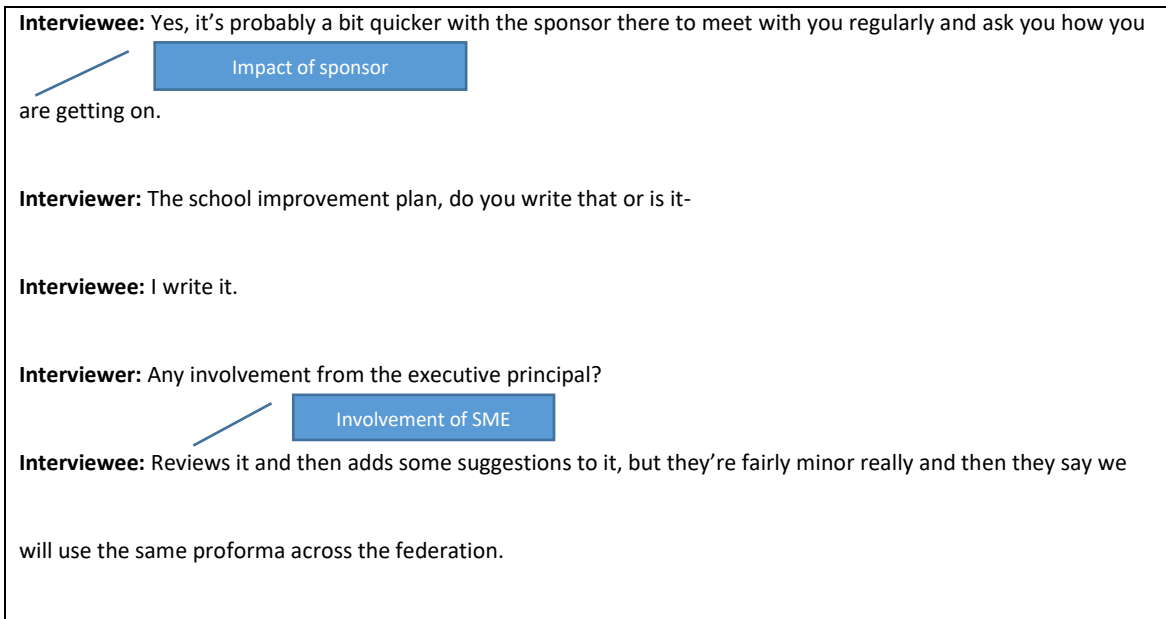 Interviewee: Yes, it’s probably a bit quicker with the sponsor there to meet with you regularly and ask you how you
Impact of sponsor
are getting on.
Interviewer: The school improvement plan, do you write that or is it-
Interviewee: I write it.
Interviewer: Any involvement from the executive principal?
Involvement of SME
Interviewee: Reviews it and then adds some suggestions to it, but they’re fairly minor really and then they say we
will use the same proforma across the federation.